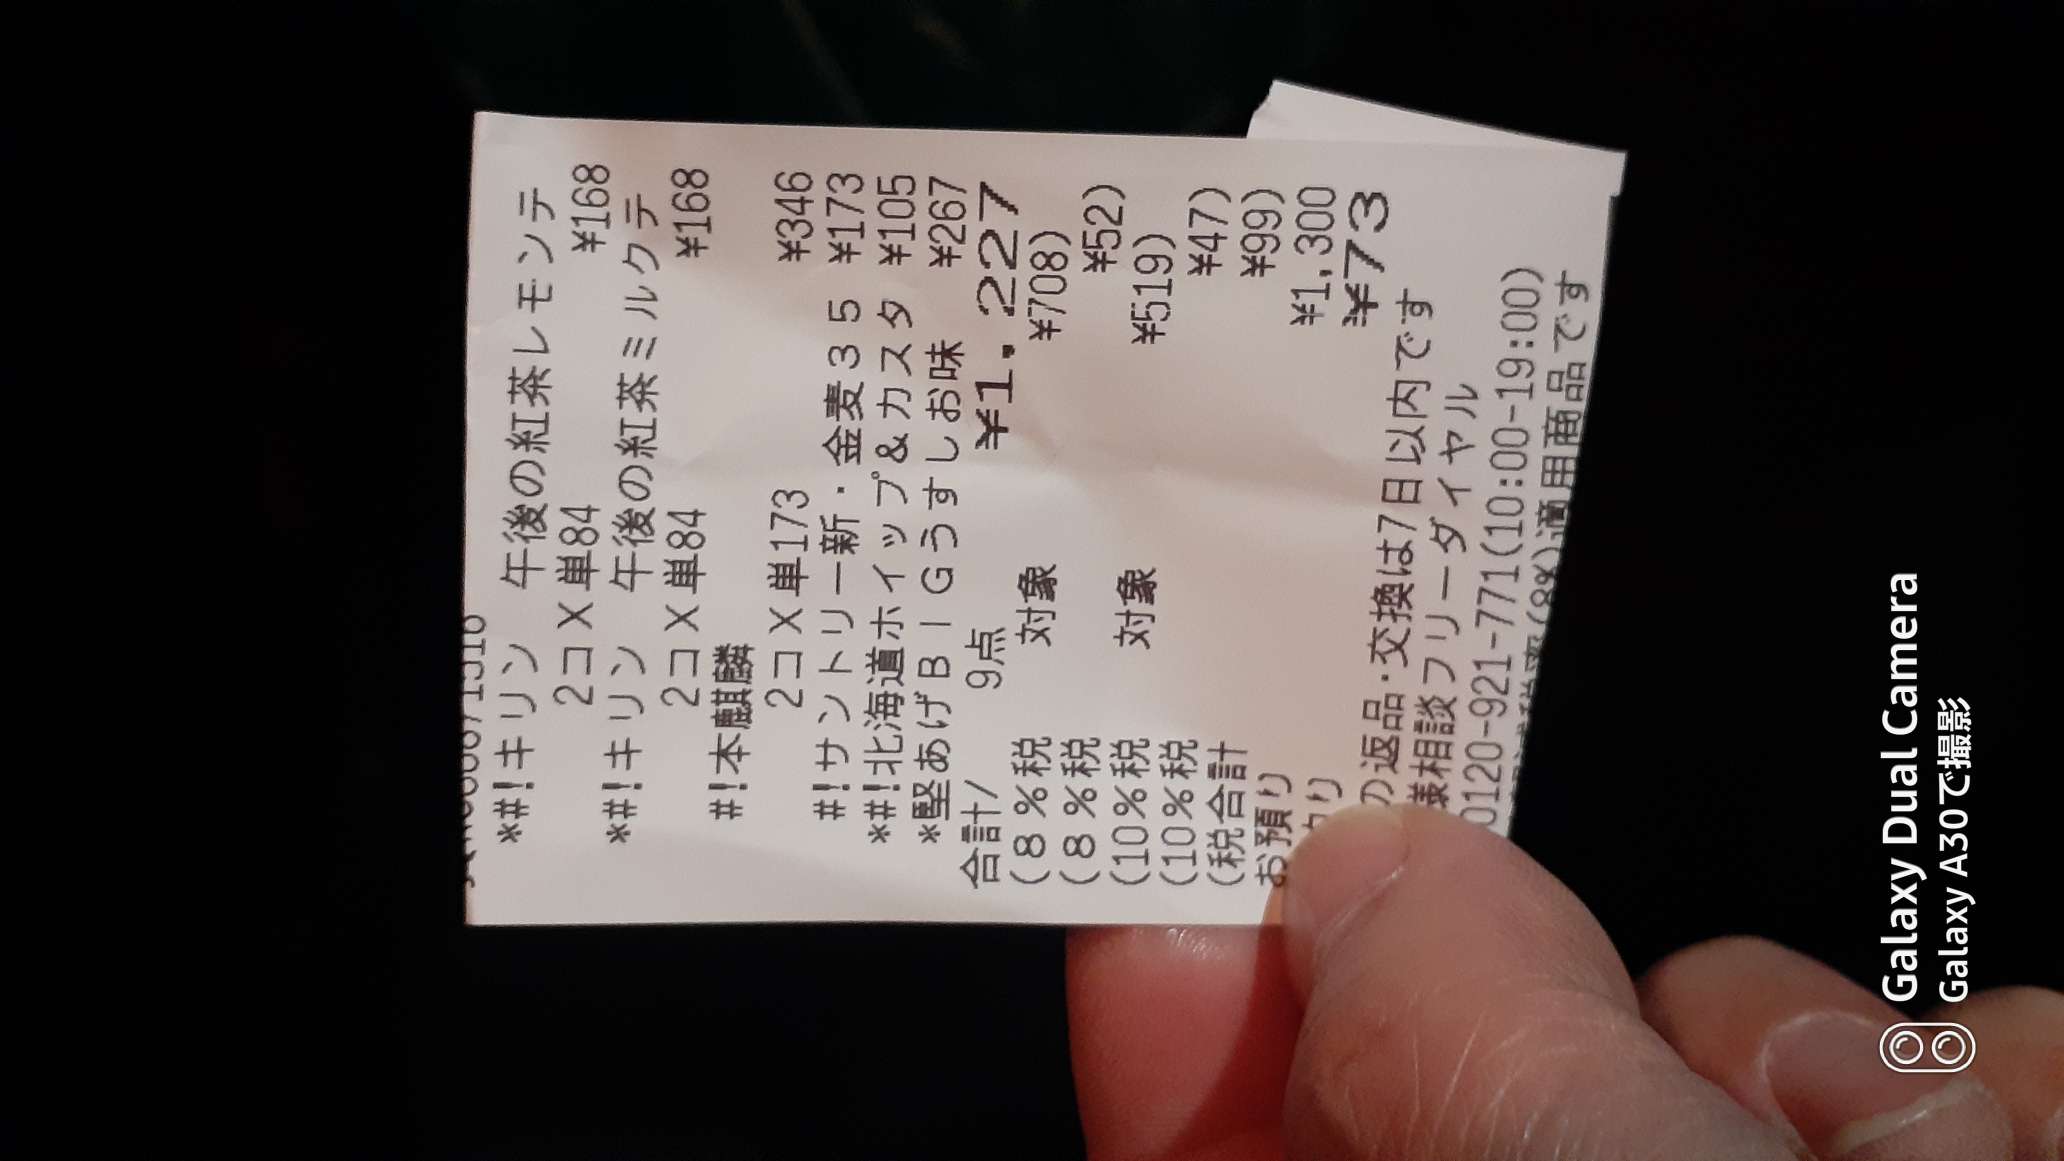 *#!キリン 午後の紅茶レモンテ
2コX単84 ¥168
*#!キリン 午後の紅茶ミルクテ
2コX単84 ¥168
#!本麒麟
2コX単173 ¥346
#!サントリー新・金麦35 ¥173
*#!北海道ホイップ&カスタ ¥105
*堅あげBIGうすしお味 ¥267
合計/ 9点 ¥1,227
(8%税 対象 ¥708)
(8%税 ¥52)
(10%税 対象 ¥519)
(10%税 ¥47)
(税合計 ¥99)
お預り ¥1,300
り ¥73
の返品・交換は7日以内です
様相談フリーダイヤル
0120-921-771(10:00-19:00)
税率(8%)適用商品です
Galaxy Dual Camera
Galaxy A30で撮影